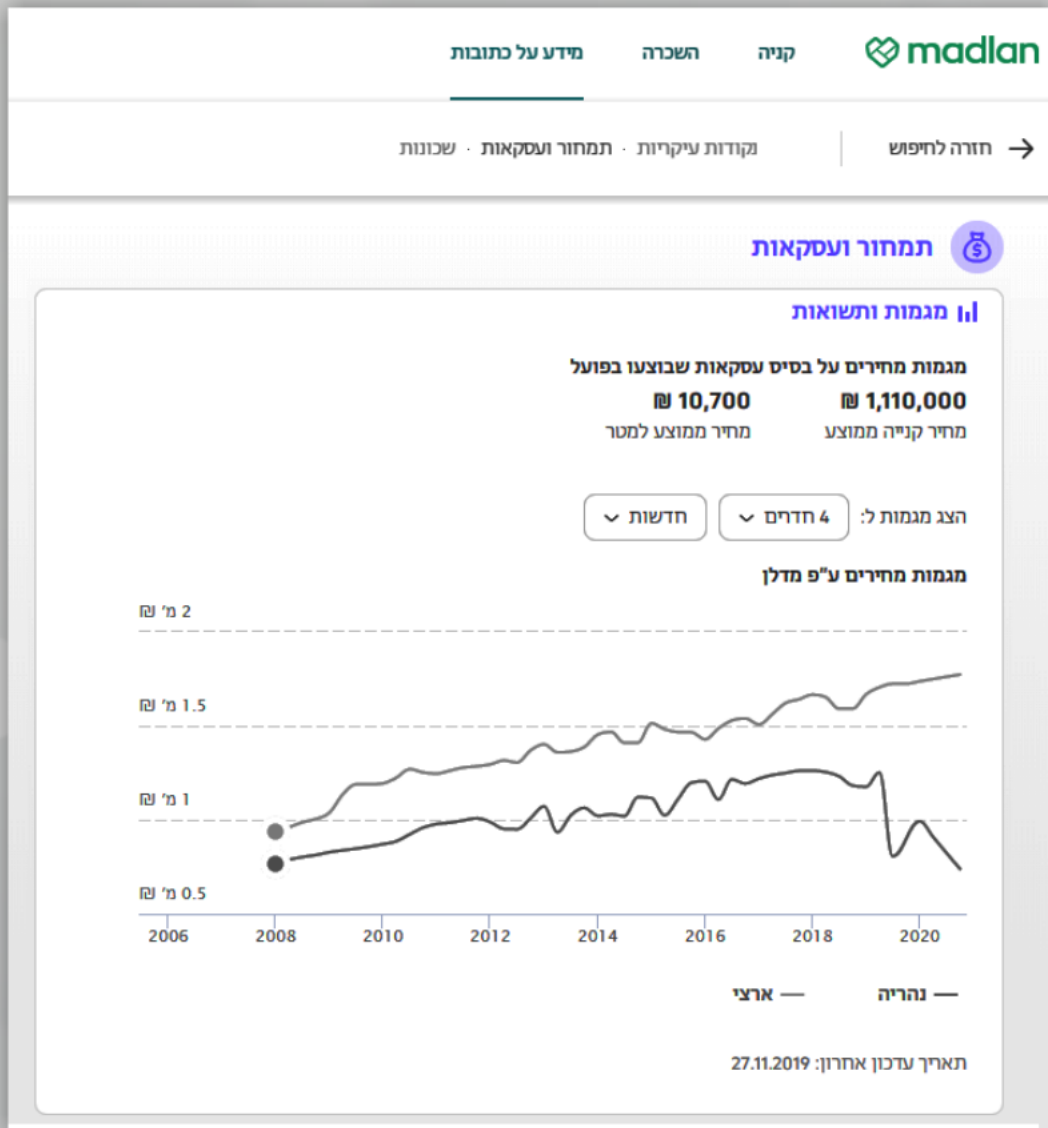 madlan
קניה
השכרה
מידע על כתובות
חזרה לחיפוש
נקודות עיקריות · תמחור ועסקאות · שכונות
תמחור ועסקאות
מגמות ותשואות
מגמות מחירים על בסיס עסקאות שבוצעו בפועל
1,110,000 ₪
10,700 ₪
מחיר קנייה ממוצע
מחיר ממוצע למטר
הצג מגמות ל:
4 חדרים
חדשות
מגמות מחירים ע"פ מדלן
2 מ' ₪
1.5 מ' ₪
1 מ' ₪
0.5 מ' ₪
2006 2008 2010 2012 2014 2016 2018 2020
נהריה
ארצי
תאריך עדכון אחרון: 27.11.2019